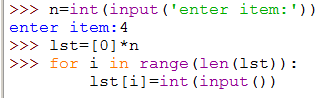 >>> n=int(input('enter item:'))
enter item:4
>>> lst=[0]*n
>>> for i in range(len(lst)):
        lst[i]=int(input())